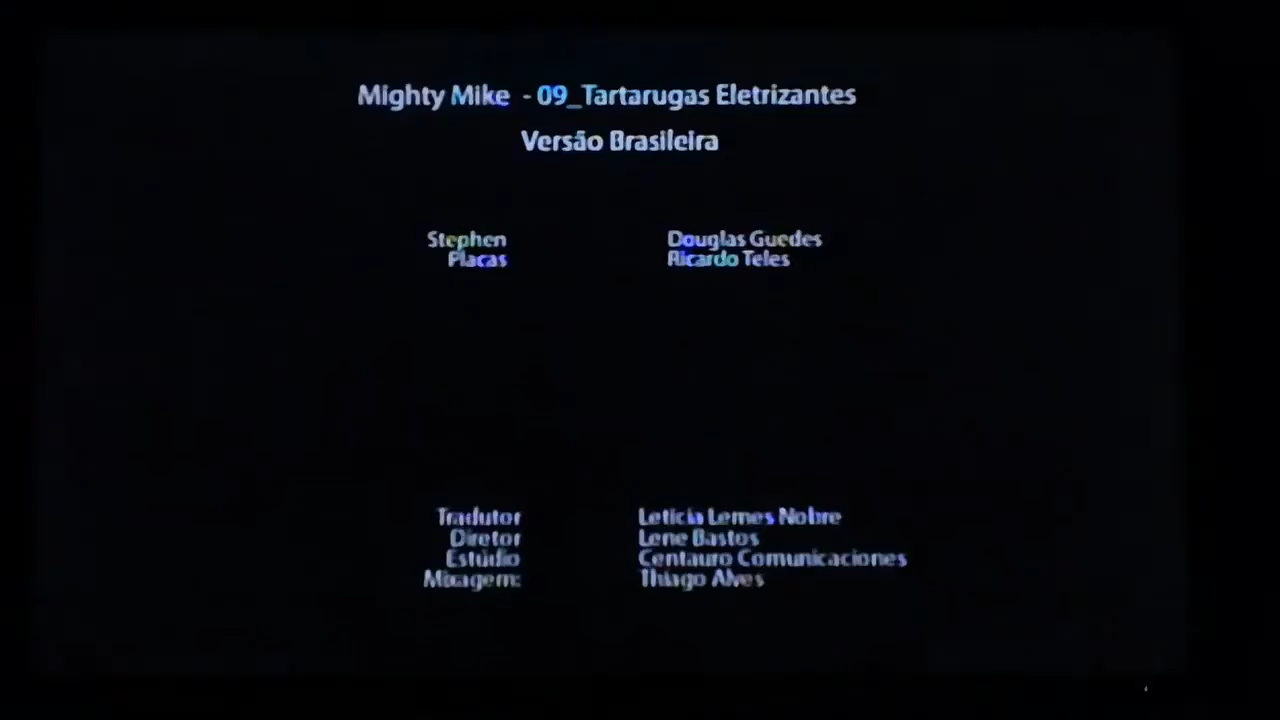 Mighty Mike - 09_Tartarugas Eletrizantes
Versão Brasileira
Stephen Douglas Guedes
Placas Ricardo Teles
Tradutor Leticia Lemes Nobre
Diretor Lene Bastos
Estúdio Centauro Comunicaciones
Mixagem: Thiago Alves